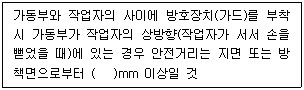 가동부와 작업자의 사이에 방호장치(가드)를 부착
시 가동부가 작업자의 상방향(작업자가 서서 손을
뻗었을 때)에 있는 경우 안전거리는 지면 또는 방
책면으로부터 (   )mm 이상일 것